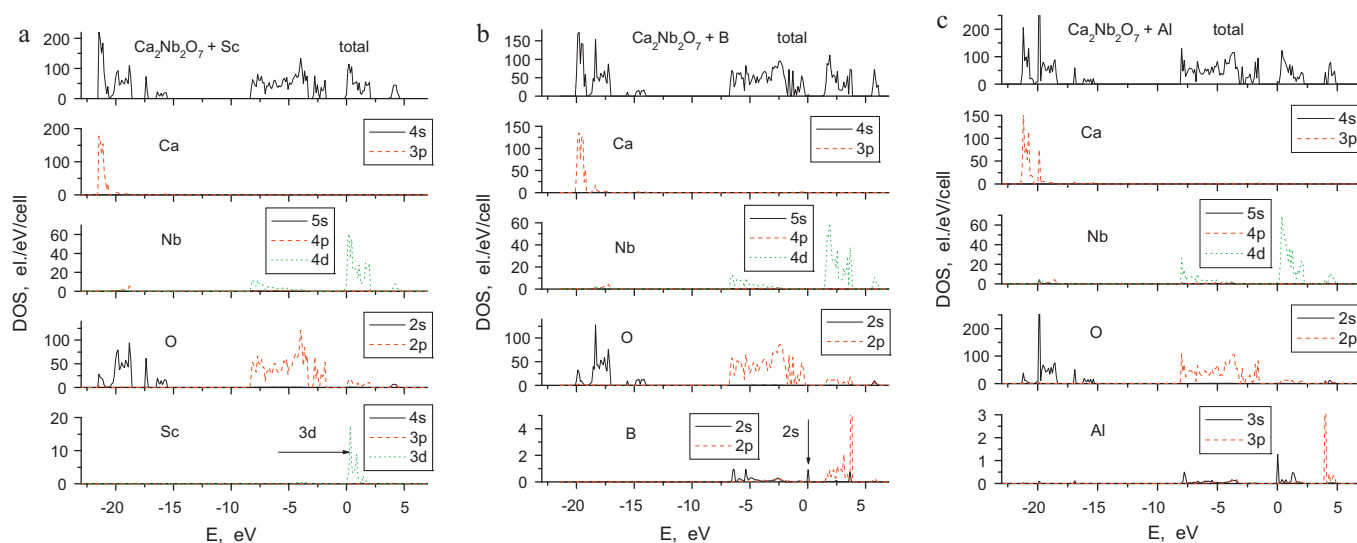 a
Ca2Nb2O7 + Sc
total
200
100
0
Ca
4s
3p
200
100
0
Nb
5s
4p
4d
60
40
20
0
O
2s
2p
100
50
0
Sc
3d
4s
3p
3d
20
10
0
-20 -15 -10 -5 0 5
E, eV
DOS, el./eV/cell
b
Ca2Nb2O7 + B
total
150
100
50
0
Ca
4s
3p
150
100
50
0
Nb
5s
4p
4d
60
40
20
0
O
2s
2p
100
50
0
B
2s
2p
2s
4
2
0
-20 -15 -10 -5 0 5
E, eV
DOS, el./eV/cell
c
Ca2Nb2O7 + Al
total
200
150
100
50
0
Ca
4s
3p
150
100
50
0
Nb
5s
4p
4d
60
40
20
0
O
2s
2p
200
100
0
Al
3s
3p
3
2
1
0
-20 -15 -10 -5 0 5
E, eV
DOS, el./eV/cell